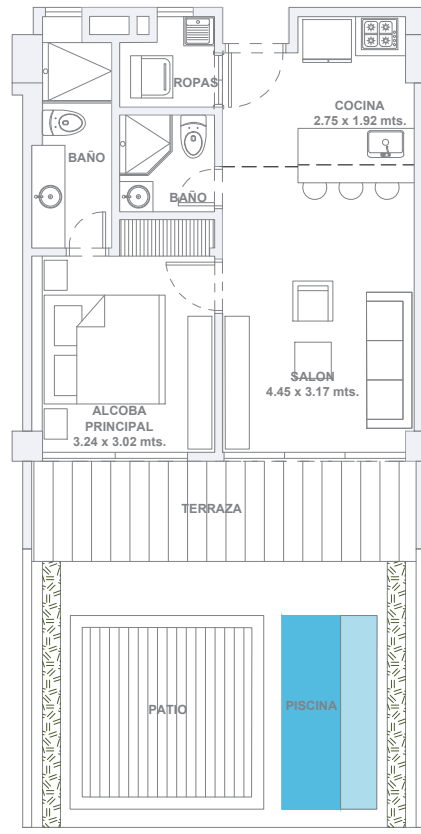 ROPAS
COCINA
2.75 x 1.92 mts.
BAÑO
BAÑO
SALON
4.45 x 3.17 mts.
ALCOBA
PRINCIPAL
3.24 x 3.02 mts.
TERRAZA
PATIO
PISCINA